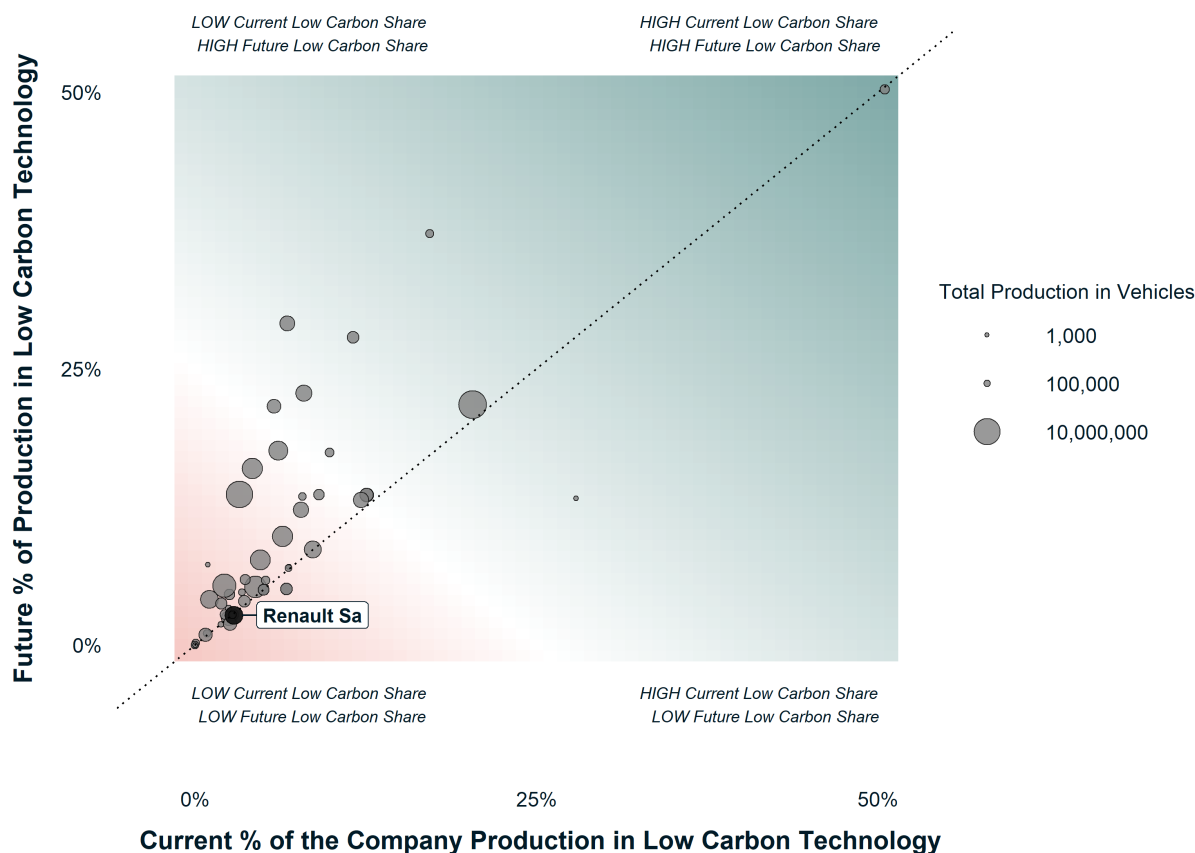 LOW Current Low Carbon Share
HIGH Future Low Carbon Share
HIGH Current Low Carbon Share
HIGH Future Low Carbon Share
Future % of Production in Low Carbon Technology
50%
25%
0%
Renault Sa
Total Production in Vehicles
1,000
100,000
10,000,000
LOW Current Low Carbon Share
LOW Future Low Carbon Share
HIGH Current Low Carbon Share
LOW Future Low Carbon Share
0%
25%
50%
Current % of the Company Production in Low Carbon Technology